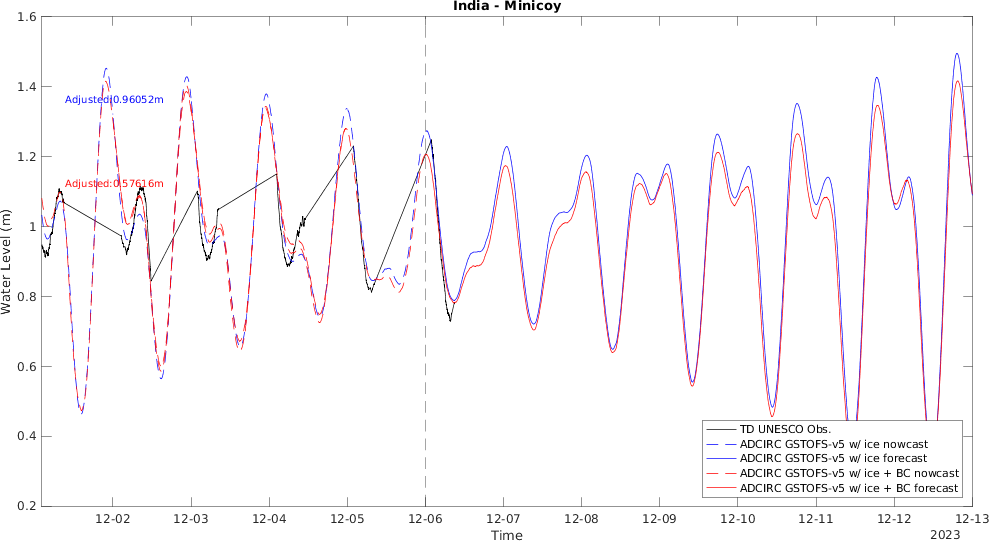 India - Minicoy
1.6
1.4
1.2
1
0.8
0.6
0.4
0.2
Water Level (m)
Adjusted:0.96052m
Adjusted:0.57616m
TD UNESCO Obs.
ADCIRC GSTOFS-v5 w/ ice nowcast
ADCIRC GSTOFS-v5 w/ ice forecast
ADCIRC GSTOFS-v5 w/ ice + BC nowcast
ADCIRC GSTOFS-v5 w/ ice + BC forecast
12-02 12-03 12-04 12-05 12-06 12-07 12-08 12-09 12-10 12-11 12-12 12-13
Time
2023